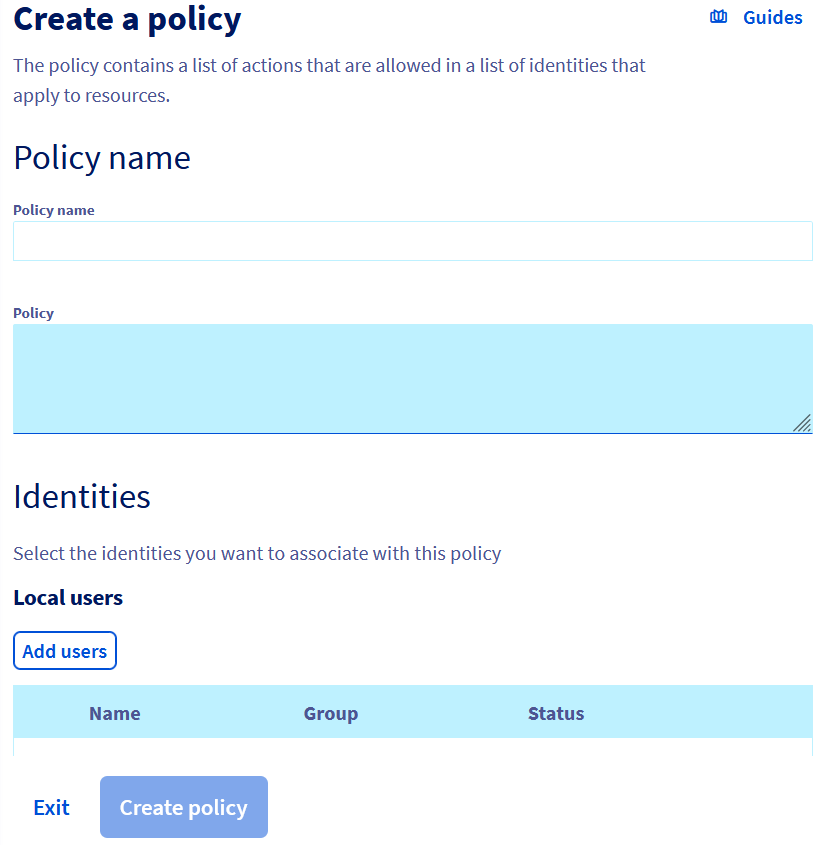 Create a policy
Guides
The policy contains a list of actions that are allowed in a list of identities that
apply to resources.
Policy name
Policy name
Policy
Identities
Select the identities you want to associate with this policy
Local users
Add users
Name Group Status
Exit Create policy